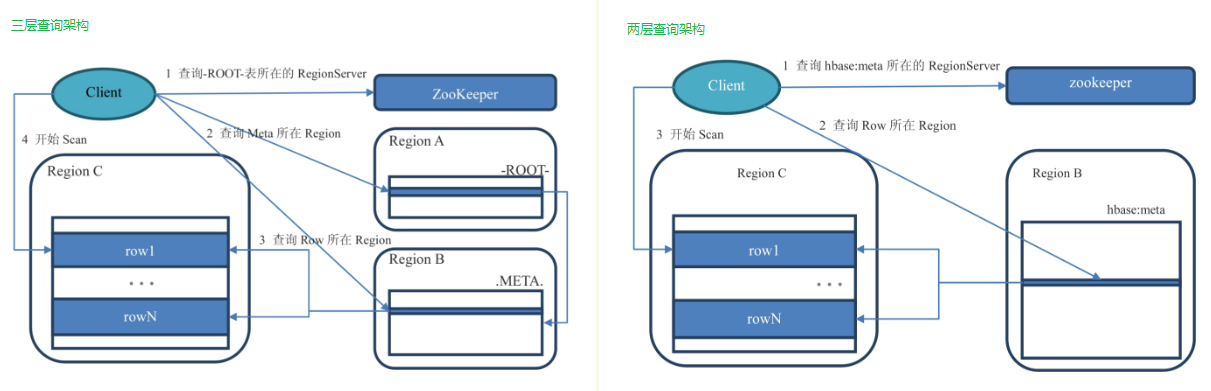 三层查询架构
Client
1 查询-ROOT-表所在的 RegionServer
ZooKeeper
2 查询 Meta 所在 Region
4 开始 Scan
Region A
-ROOT-
Region C
3 查询 Row 所在 Region
Region B
.META.
row1
...
rowN
两层查询架构
Client
1 查询 hbase:meta 所在的 RegionServer
zookeeper
2 查询 Row 所在 Region
3 开始 Scan
Region C
Region B
hbase:meta
row1
...
rowN